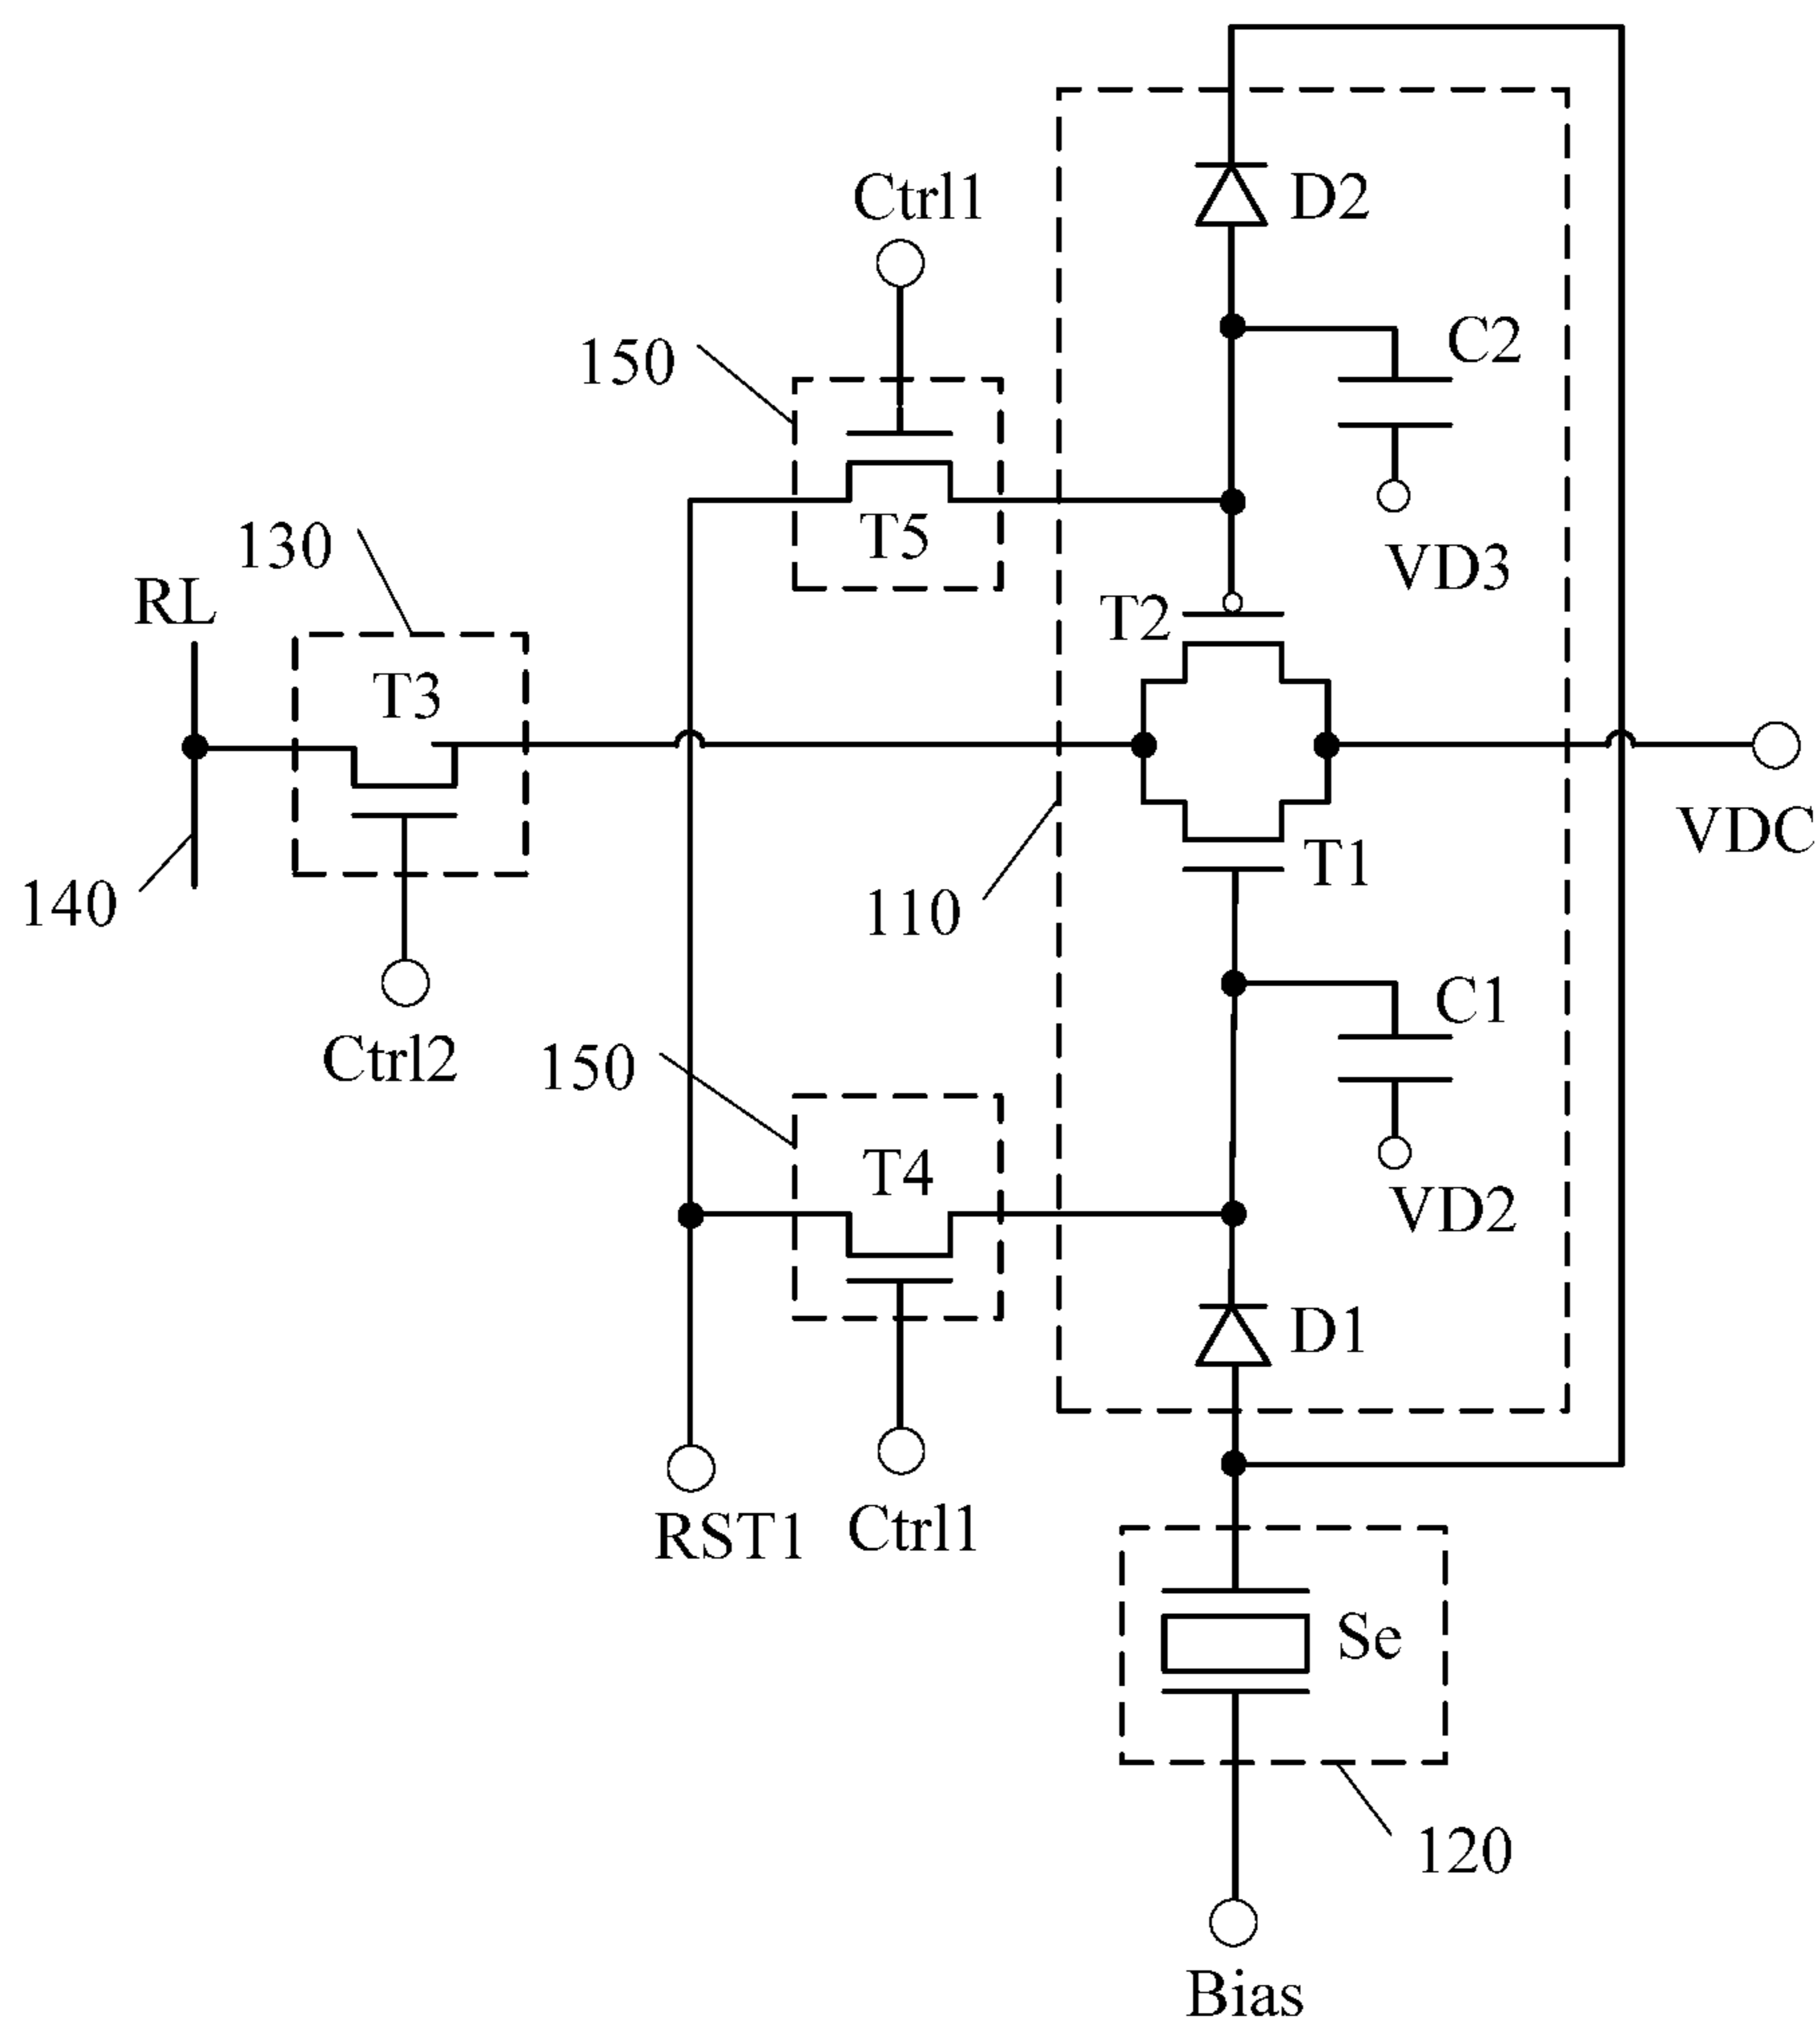 D2
Ctrl1
C2
150
VD3
130
T5
RL
T2
T3
VDC
T1
140
110
C1
Ctrl2
150
T4
VD2
D1
RST1
Ctrl1
Se
120
Bias